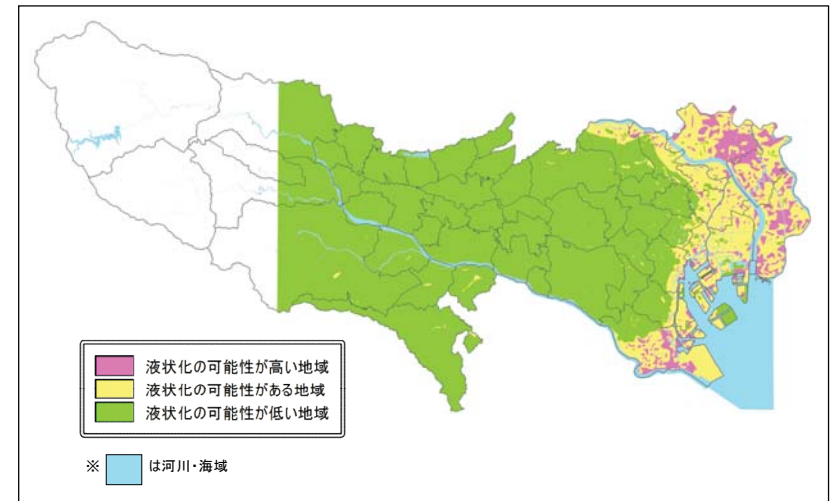 液状化の可能性が高い地域
液状化の可能性がある地域
液状化の可能性が低い地域
※ は河川・海域